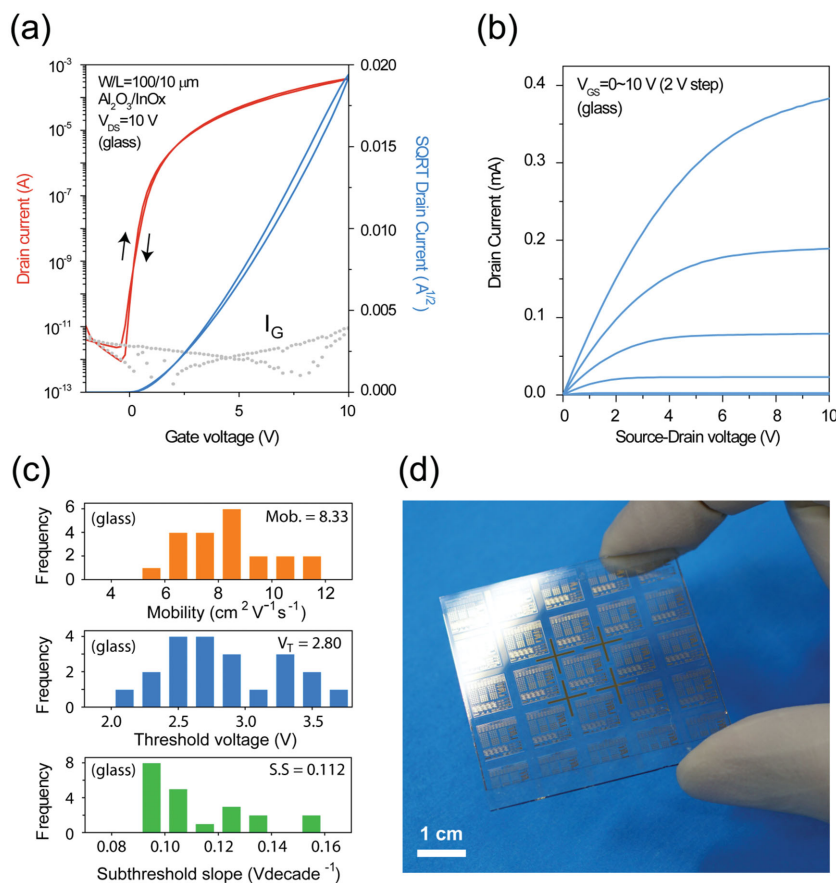 (a)
10⁻³
10⁻⁵
10⁻⁷
10⁻⁹
10⁻¹¹
10⁻¹³
Drain current (A)
W/L=100/10 μm
Al₂O₃/InOx
V_DS=10 V
(glass)
I_G
0
5
10
Gate voltage (V)
0.020
0.015
0.010
0.005
0.000
SQRT Drain Current (A^1/2)
(b)
0.4
0.3
0.2
0.1
0.0
Drain Current (mA)
V_GS=0~10 V (2 V step)
(glass)
0
2
4
6
8
10
Source-Drain voltage (V)
(c)
6
4
2
0
Frequency
(glass)
Mob. = 8.33
4
6
8
10
12
Mobility (cm² V⁻¹s⁻¹)
4
2
0
Frequency
(glass)
V_T = 2.80
2.0
2.5
3.0
3.5
Threshold voltage (V)
8
4
0
Frequency
(glass)
S.S = 0.112
0.08
0.10
0.12
0.14
0.16
Subthreshold slope (Vdecade⁻¹)
(d)
1 cm